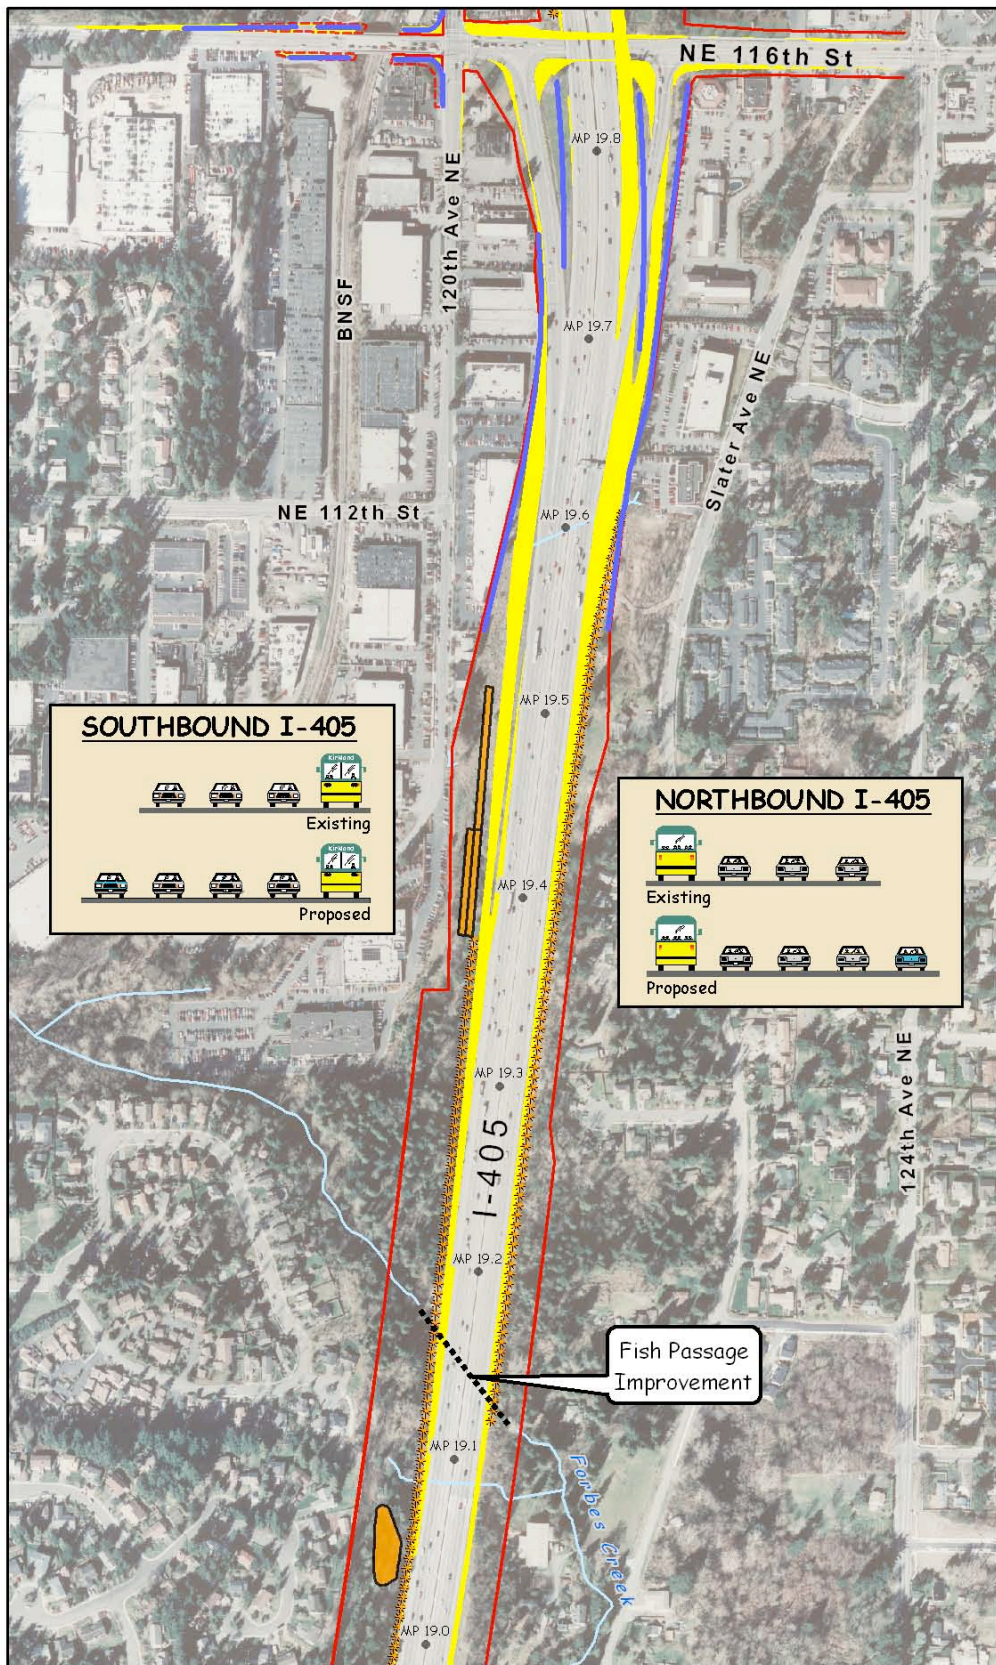 NE 116th St
MP 19.8
120th Ave NE
BNSF
MP 19.7
Slater Ave NE
NE 112th St
MP 19.6
MP 19.5
SOUTHBOUND I-405
Kirkland
Existing
Kirkland
Proposed
NORTHBOUND I-405
Existing
Proposed
MP 19.4
MP 19.3
I-405
124th Ave NE
MP 19.2
Fish Passage
Improvement
MP 19.1
Forbes Creek
MP 19.0